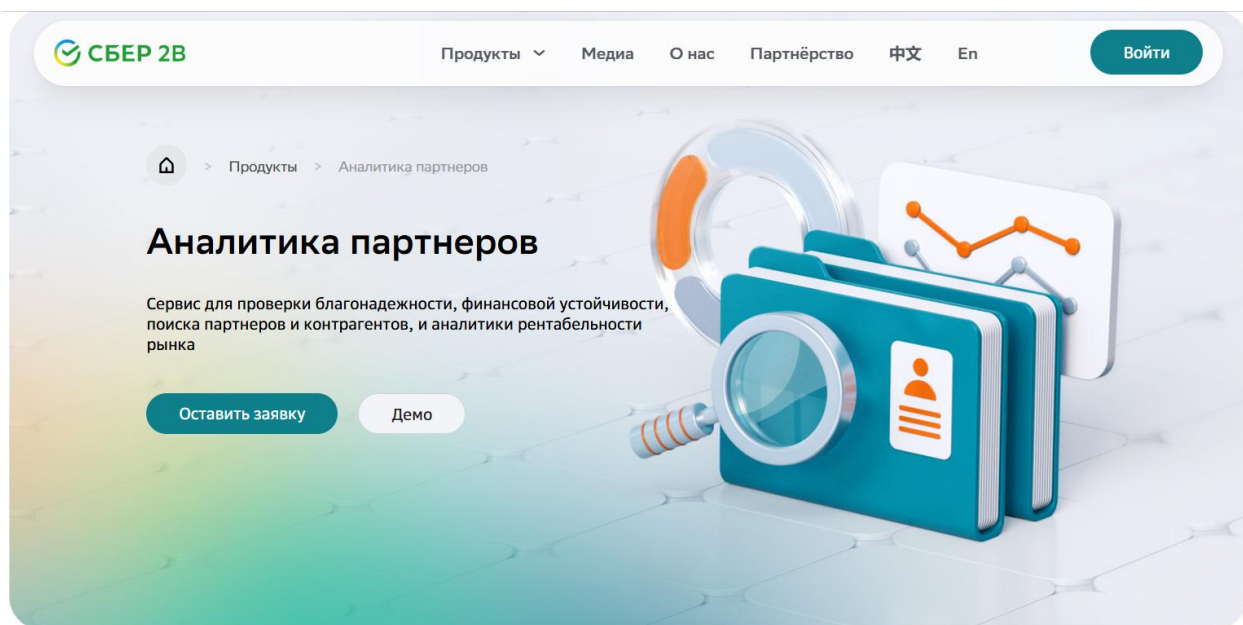 СБЕР 2B
Продукты Медиа О нас Партнёрство 中文 En Войти
> Продукты > Аналитика партнеров
Аналитика партнеров
Сервис для проверки благонадежности, финансовой устойчивости,
поиска партнеров и контрагентов, и аналитики рентабельности
рынка
Оставить заявку Демо